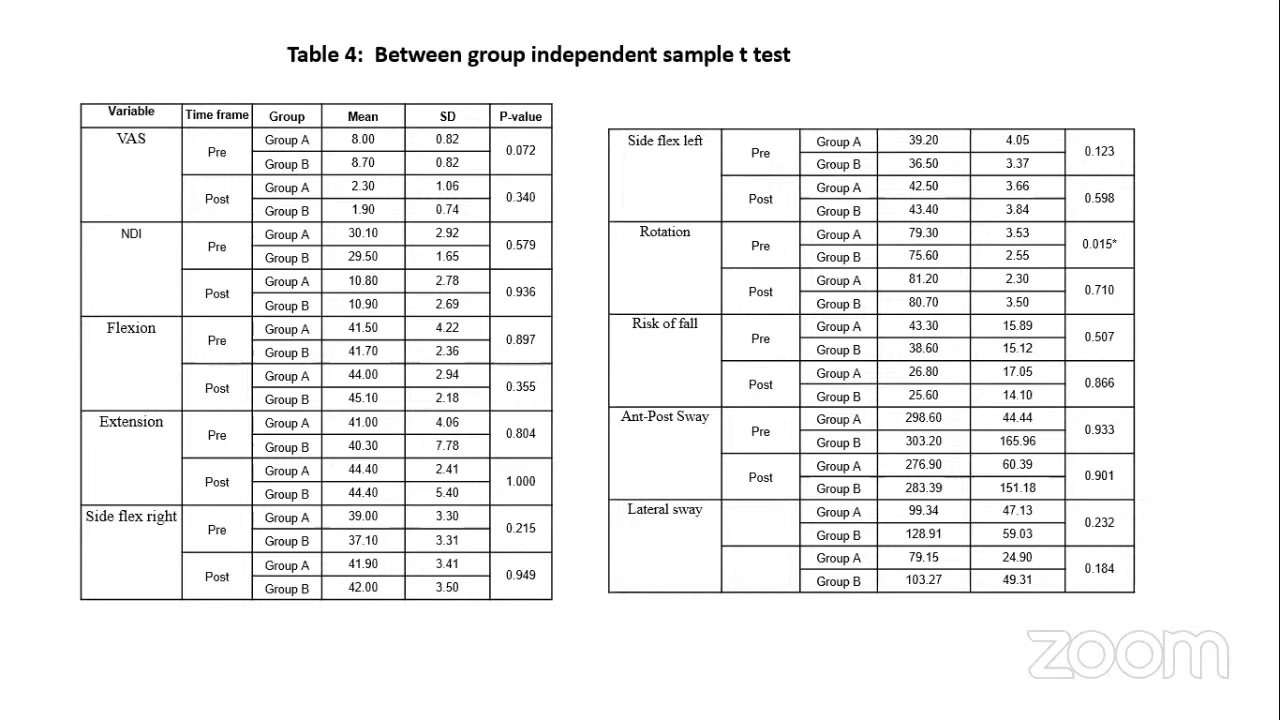 Table 4: Between group independent sample t test
Variable Time frame Group Mean SD P-value
VAS Pre Group A 8.00 0.82 0.072
Group B 8.70 0.82
Post Group A 2.30 1.06 0.340
Group B 1.90 0.74
NDI Pre Group A 30.10 2.92 0.579
Group B 29.50 1.65
Post Group A 10.80 2.78 0.936
Group B 10.90 2.69
Flexion Pre Group A 41.50 4.22 0.897
Group B 41.70 2.36
Post Group A 44.00 2.94 0.355
Group B 45.10 2.18
Extension Pre Group A 41.00 4.06 0.804
Group B 40.30 7.78
Post Group A 44.40 2.41 1.000
Group B 44.40 5.40
Side flex right Pre Group A 39.00 3.30 0.215
Group B 37.10 3.31
Post Group A 41.90 3.41 0.949
Group B 42.00 3.50
Side flex left Pre Group A 39.20 4.05 0.123
Group B 36.50 3.37
Post Group A 42.50 3.66 0.598
Group B 43.40 3.84
Rotation Pre Group A 79.30 3.53 0.015*
Group B 75.60 2.55
Post Group A 81.20 2.30 0.710
Group B 80.70 3.50
Risk of fall Pre Group A 43.30 15.89 0.507
Group B 38.60 15.12
Post Group A 26.80 17.05 0.866
Group B 25.60 14.10
Ant-Post Sway Pre Group A 298.60 44.44 0.933
Group B 303.20 165.96
Post Group A 276.90 60.39 0.901
Group B 283.39 151.18
Lateral sway Group A 99.34 47.13 0.232
Group B 128.91 59.03
Group A 79.15 24.90 0.184
Group B 103.27 49.31
zoom